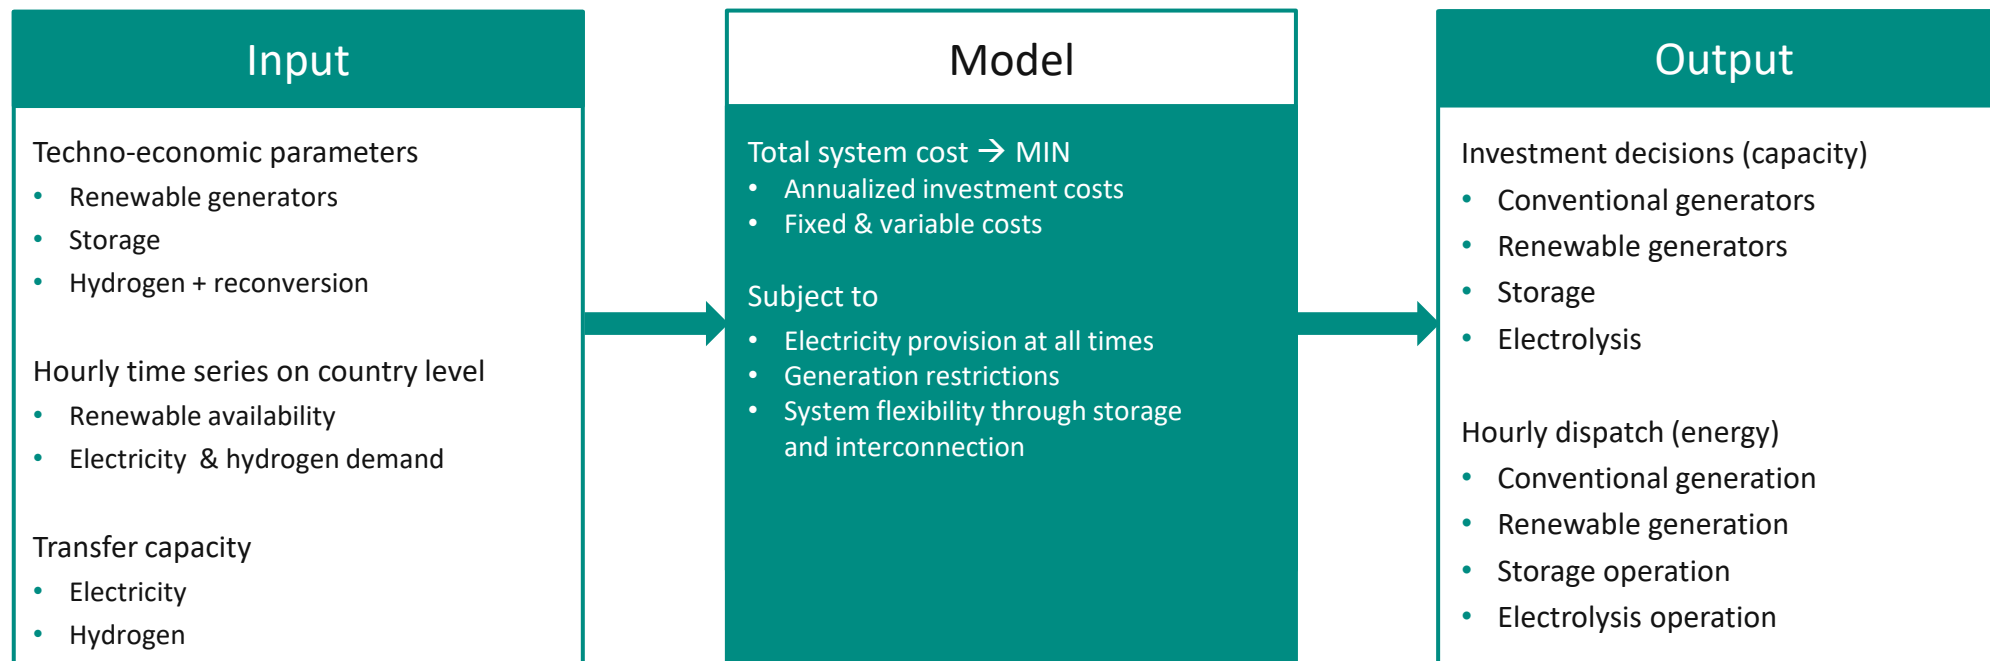 Input
Techno-economic parameters
• Renewable generators
• Storage
• Hydrogen + reconversion
Hourly time series on country level
• Renewable availability
• Electricity & hydrogen demand
Transfer capacity
• Electricity
• Hydrogen
Model
Total system cost → MIN
• Annualized investment costs
• Fixed & variable costs
Subject to
• Electricity provision at all times
• Generation restrictions
• System flexibility through storage
and interconnection
Output
Investment decisions (capacity)
• Conventional generators
• Renewable generators
• Storage
• Electrolysis
Hourly dispatch (energy)
• Conventional generation
• Renewable generation
• Storage operation
• Electrolysis operation